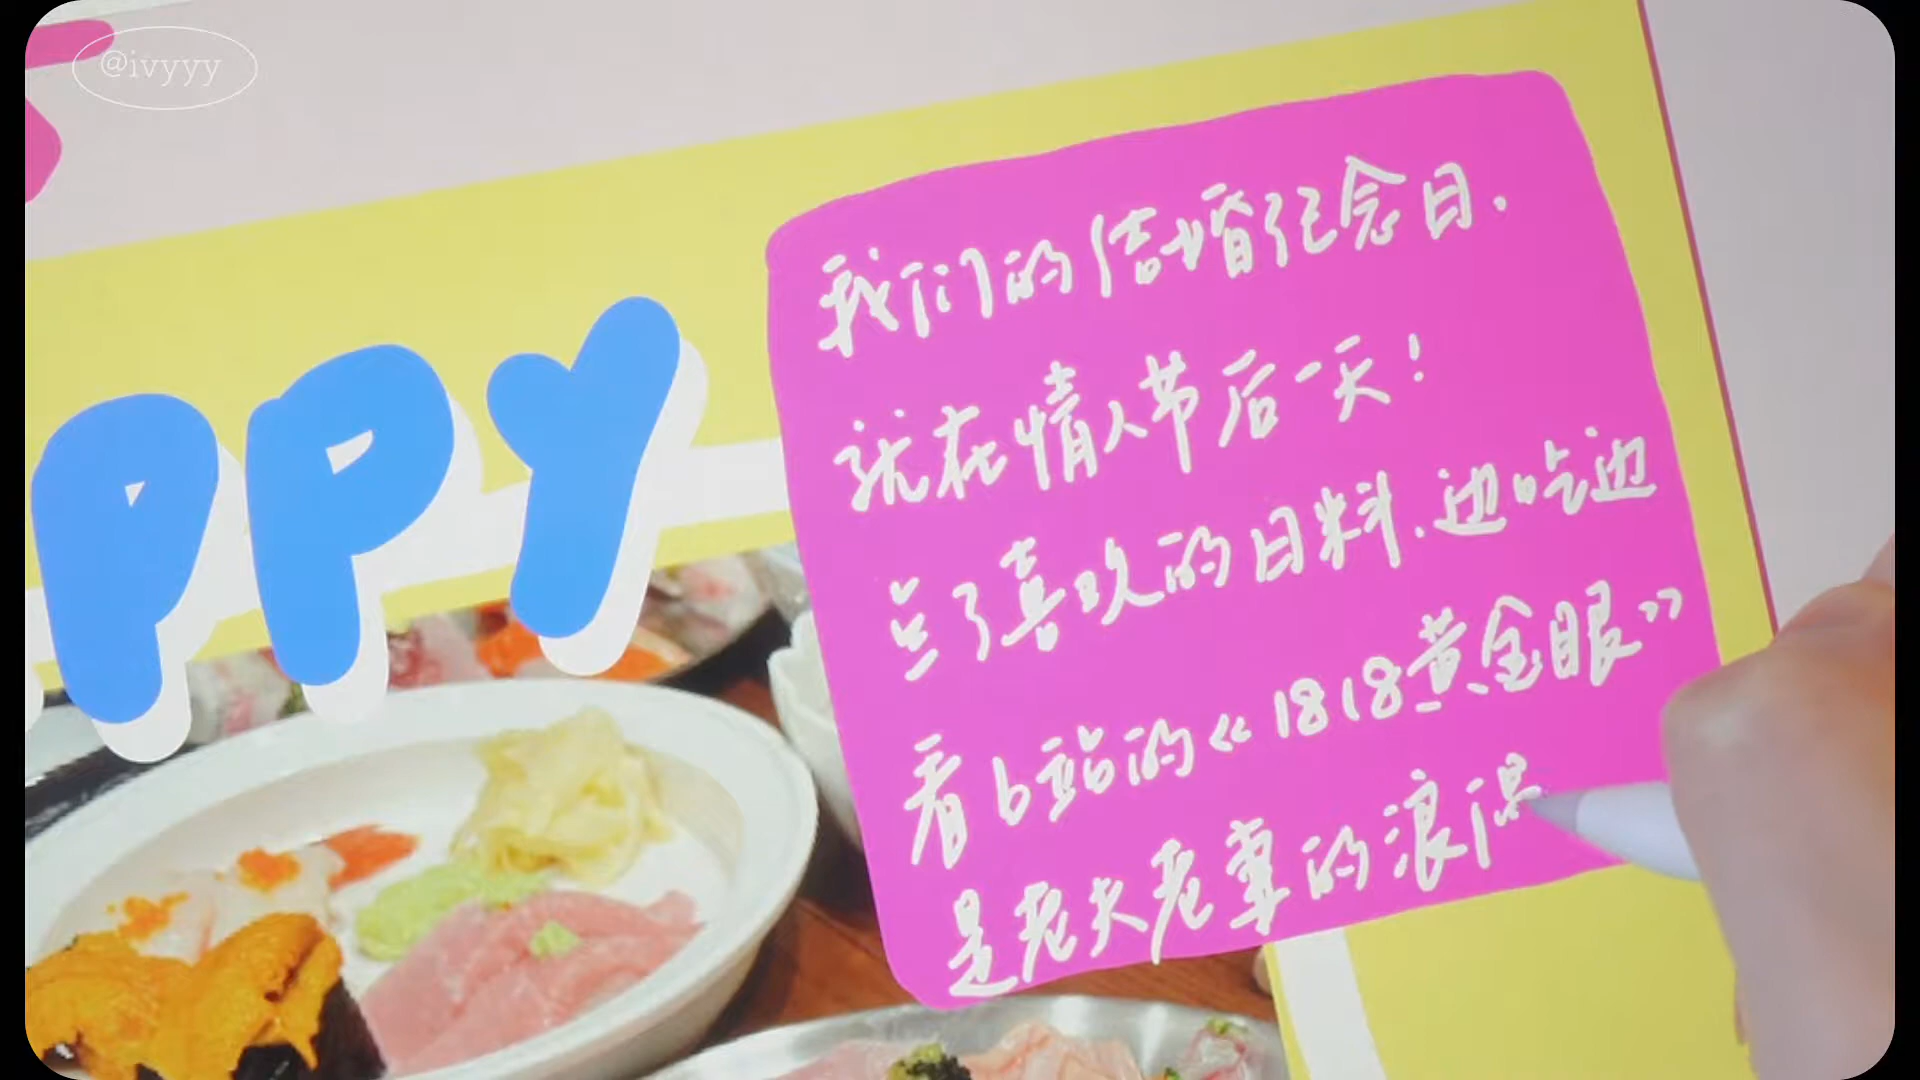 @ivyyy
PPY
我们的结婚纪念日.
就在情人节后一天!
点了喜欢的日料.边吃边
看b站的《1818黄金眼》
是老夫老妻的浪漫